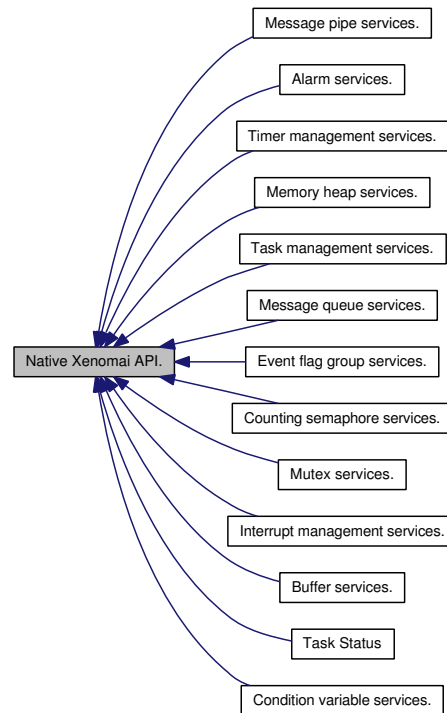 Message pipe services.
Alarm services.
Timer management services.
Memory heap services.
Task management services.
Message queue services.
Native Xenomai API.
Event flag group services.
Counting semaphore services.
Mutex services.
Interrupt management services.
Buffer services.
Task Status
Condition variable services.